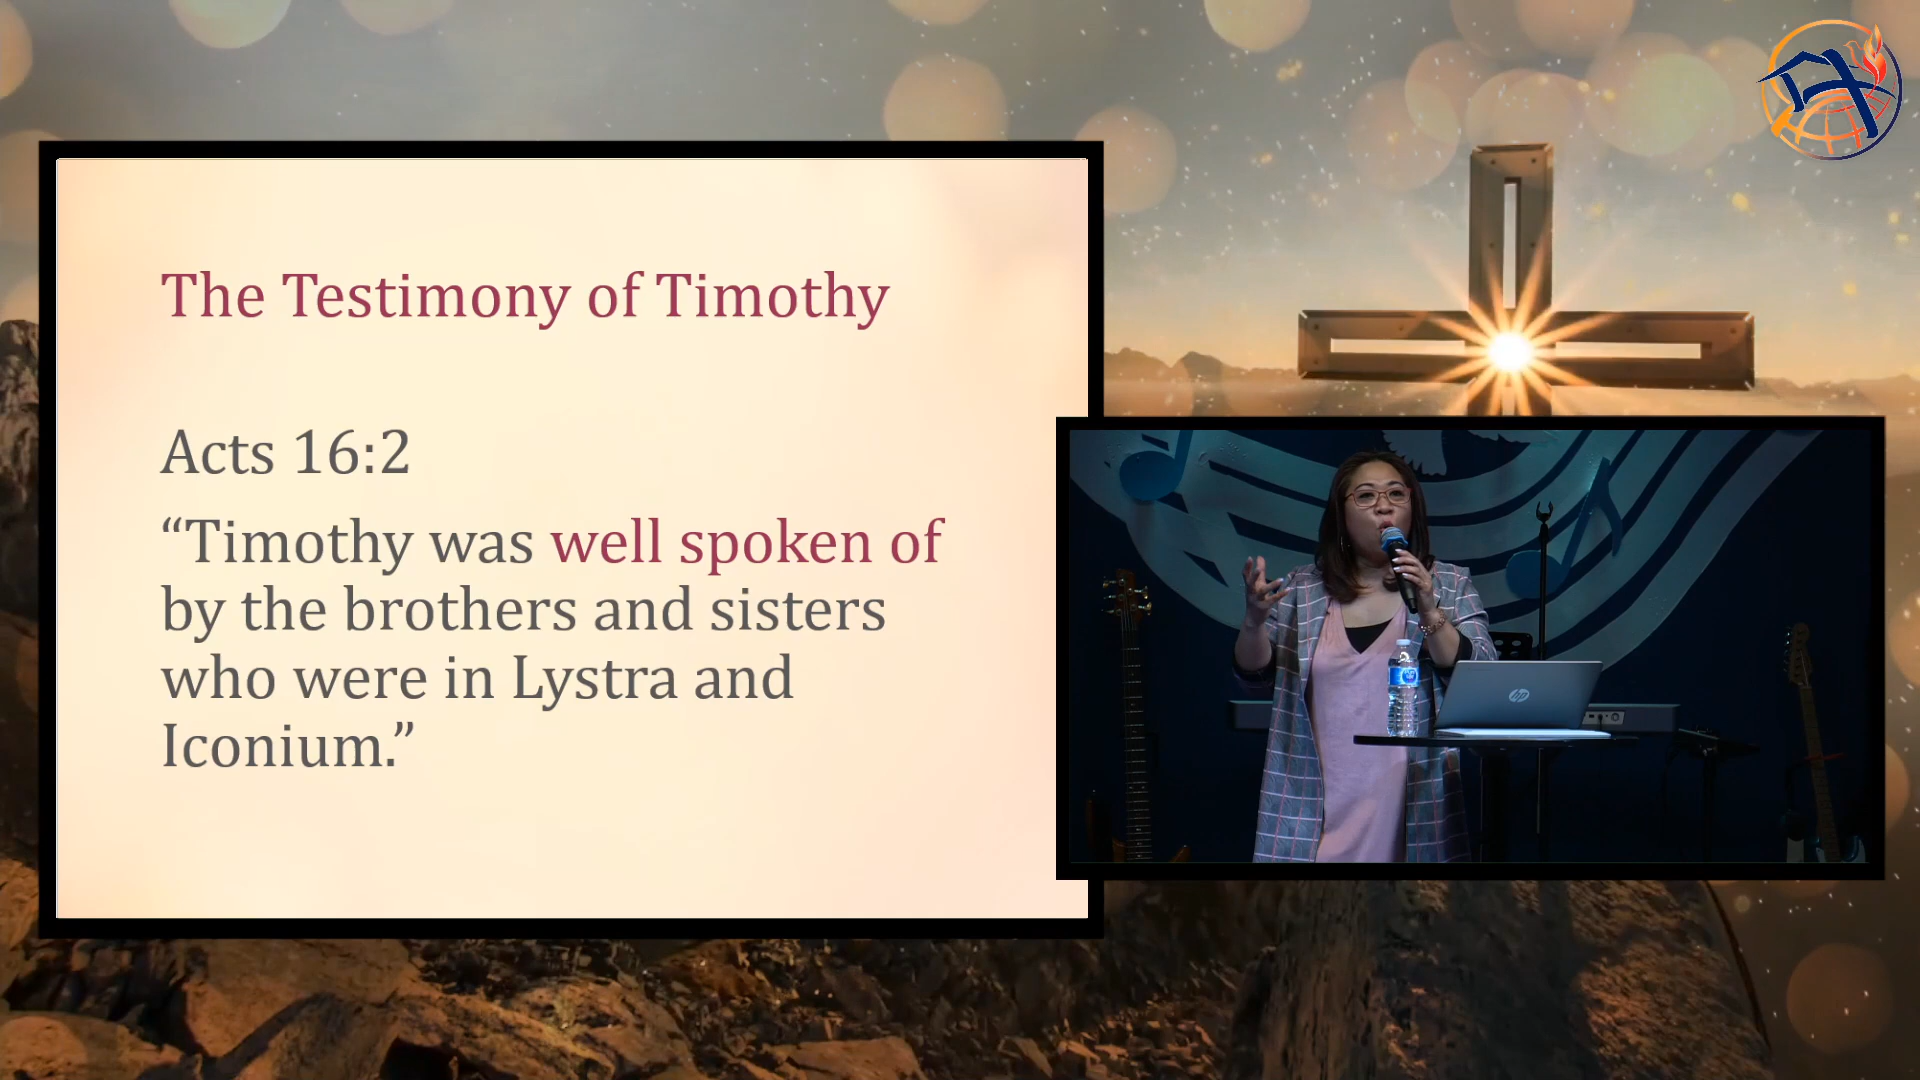 The Testimony of Timothy
Acts 16:2
“Timothy was well spoken of
by the brothers and sisters
who were in Lystra and
Iconium.”
hp